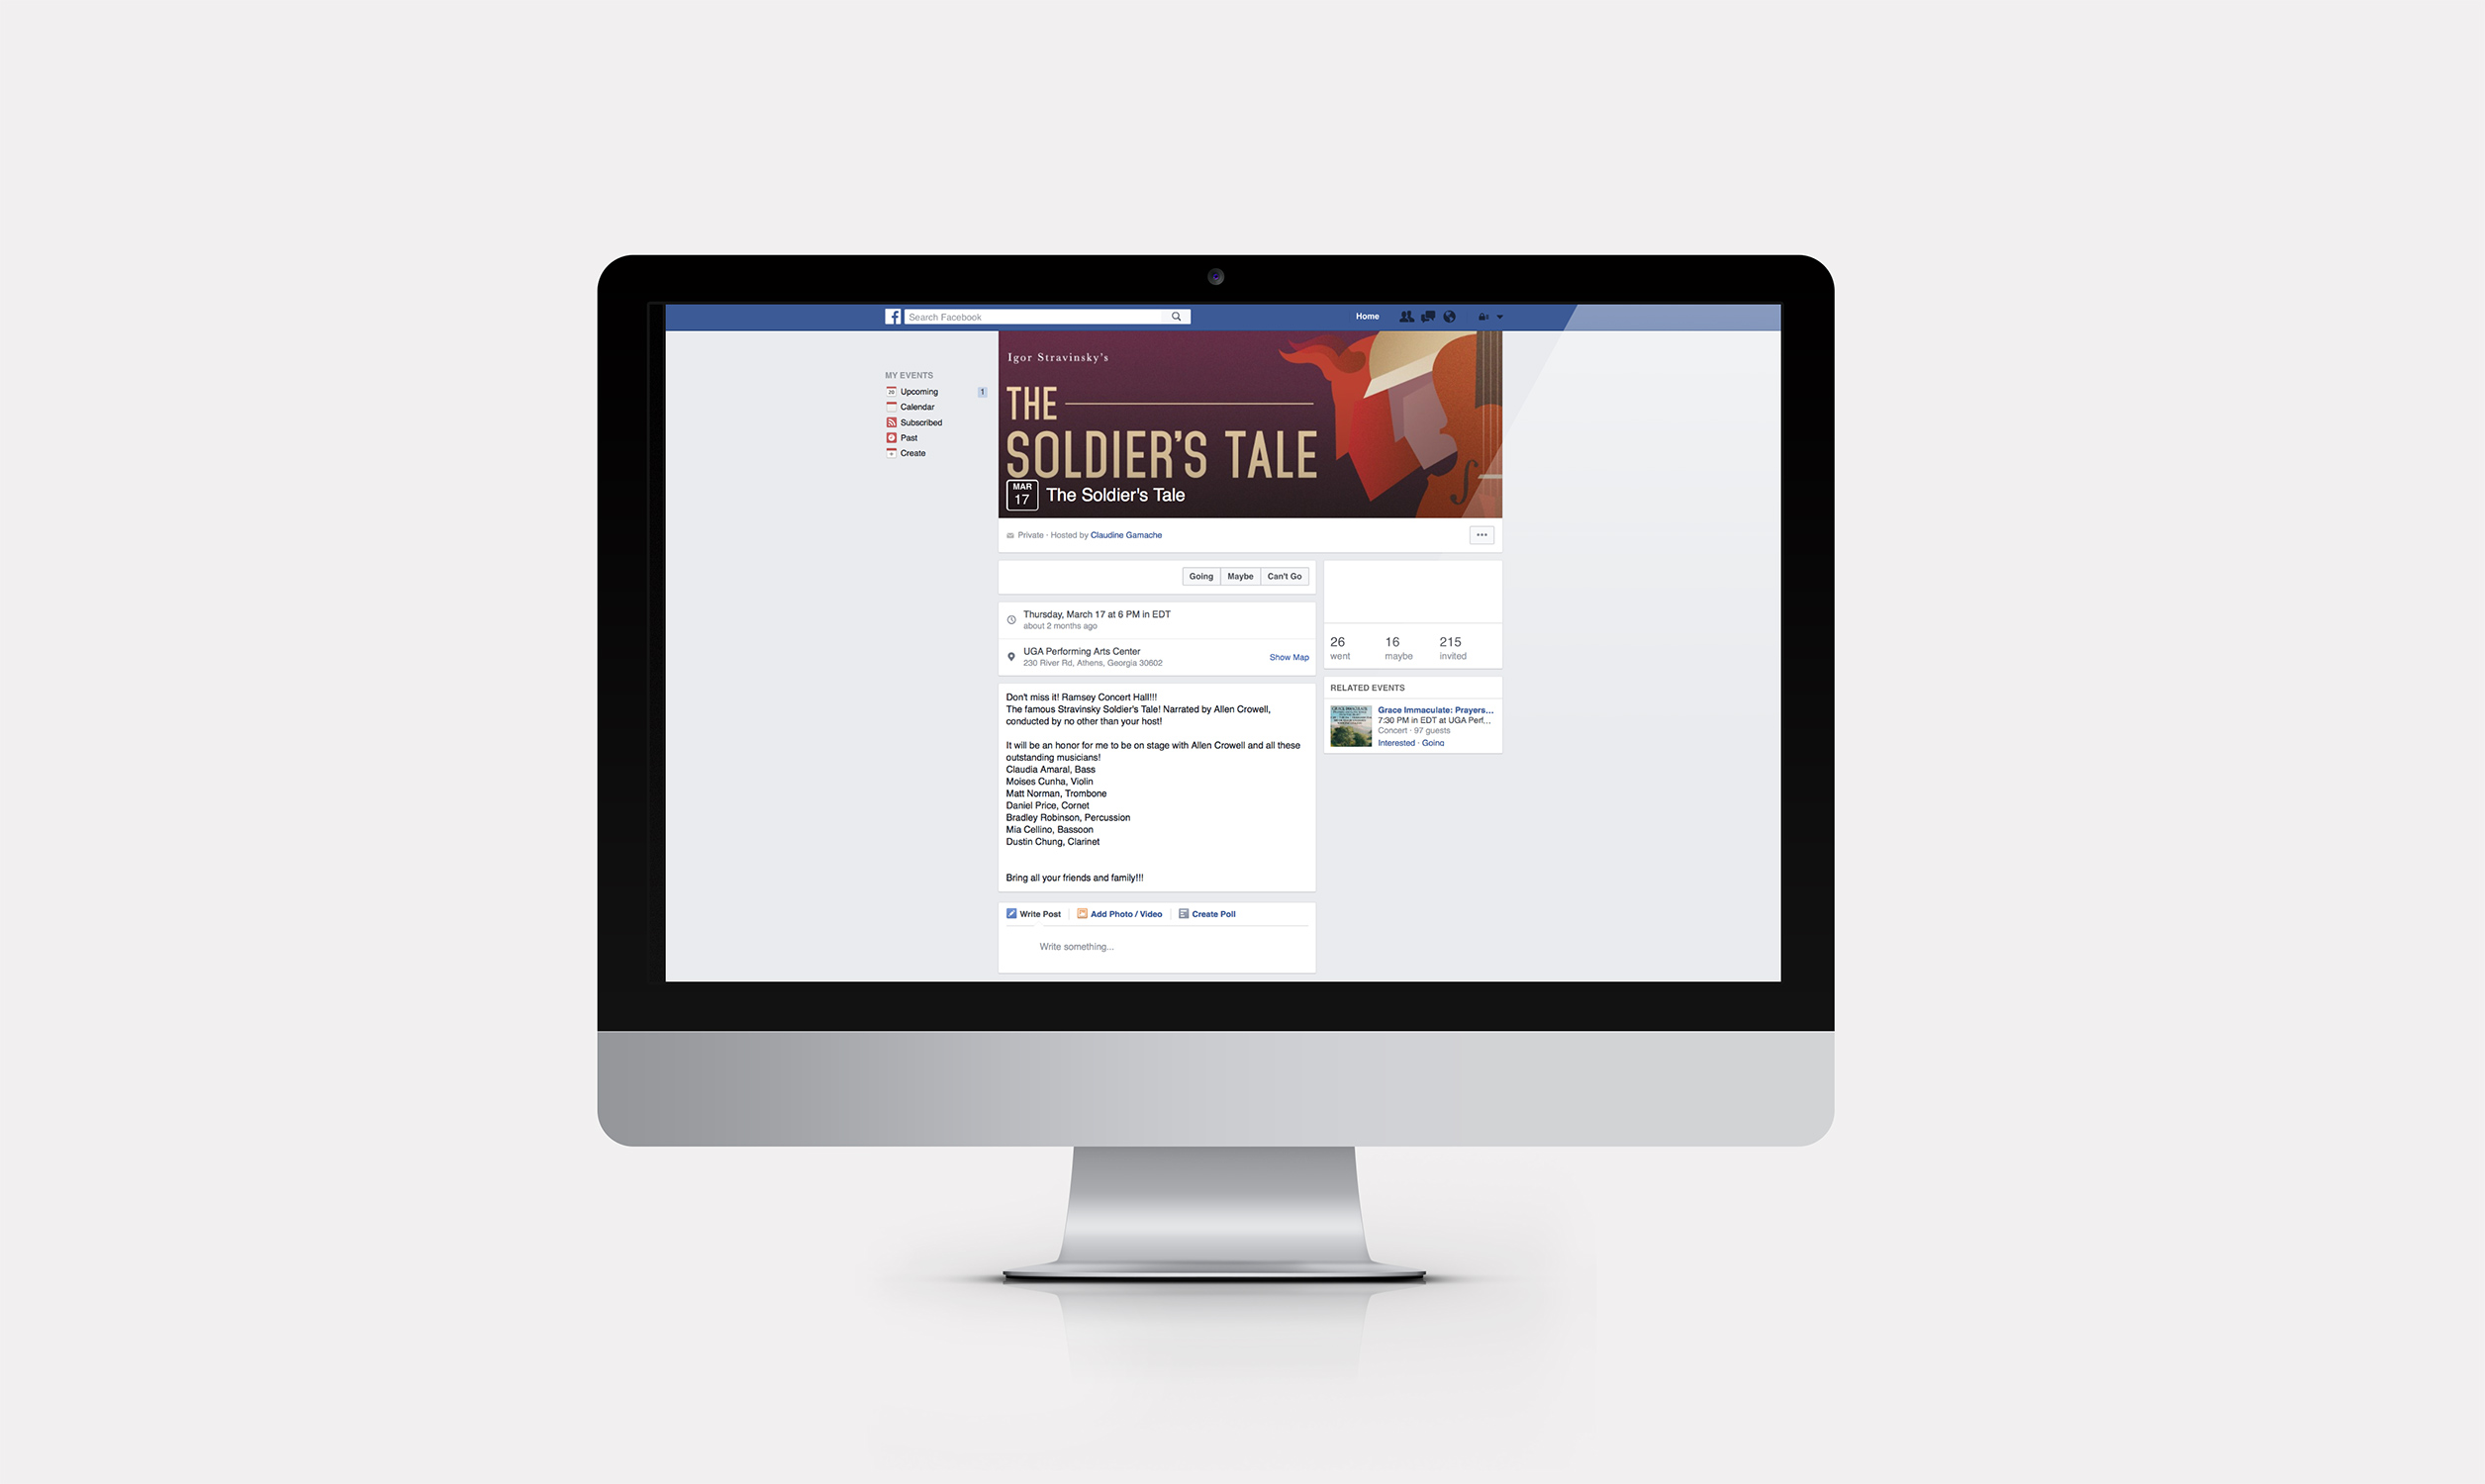 Search Facebook
Home
MY EVENTS
20 Upcoming 1
Calendar
Subscribed
Past
Create
Igor Stravinsky's
THE
SOLDIER'S TALE
MAR
17
The Soldier's Tale
Private · Hosted by Claudine Gamache
Going Maybe Can't Go
Thursday, March 17 at 6 PM in EDT
about 2 months ago
UGA Performing Arts Center
230 River Rd, Athens, Georgia 30602
Show Map
26 16 215
went maybe invited
RELATED EVENTS
Grace Immaculate: Prayers...
7:30 PM in EDT at UGA Perf...
Concert · 97 guests
Interested · Going
Don't miss it! Ramsey Concert Hall!!!
The famous Stravinsky Soldier's Tale! Narrated by Allen Crowell,
conducted by no other than your host!
It will be an honor for me to be on stage with Allen Crowell and all these
outstanding musicians!
Claudia Amaral, Bass
Moises Cunha, Violin
Matt Norman, Trombone
Daniel Price, Cornet
Bradley Robinson, Percussion
Mia Cellino, Bassoon
Dustin Chung, Clarinet
Bring all your friends and family!!!
Write Post Add Photo / Video Create Poll
Write something...